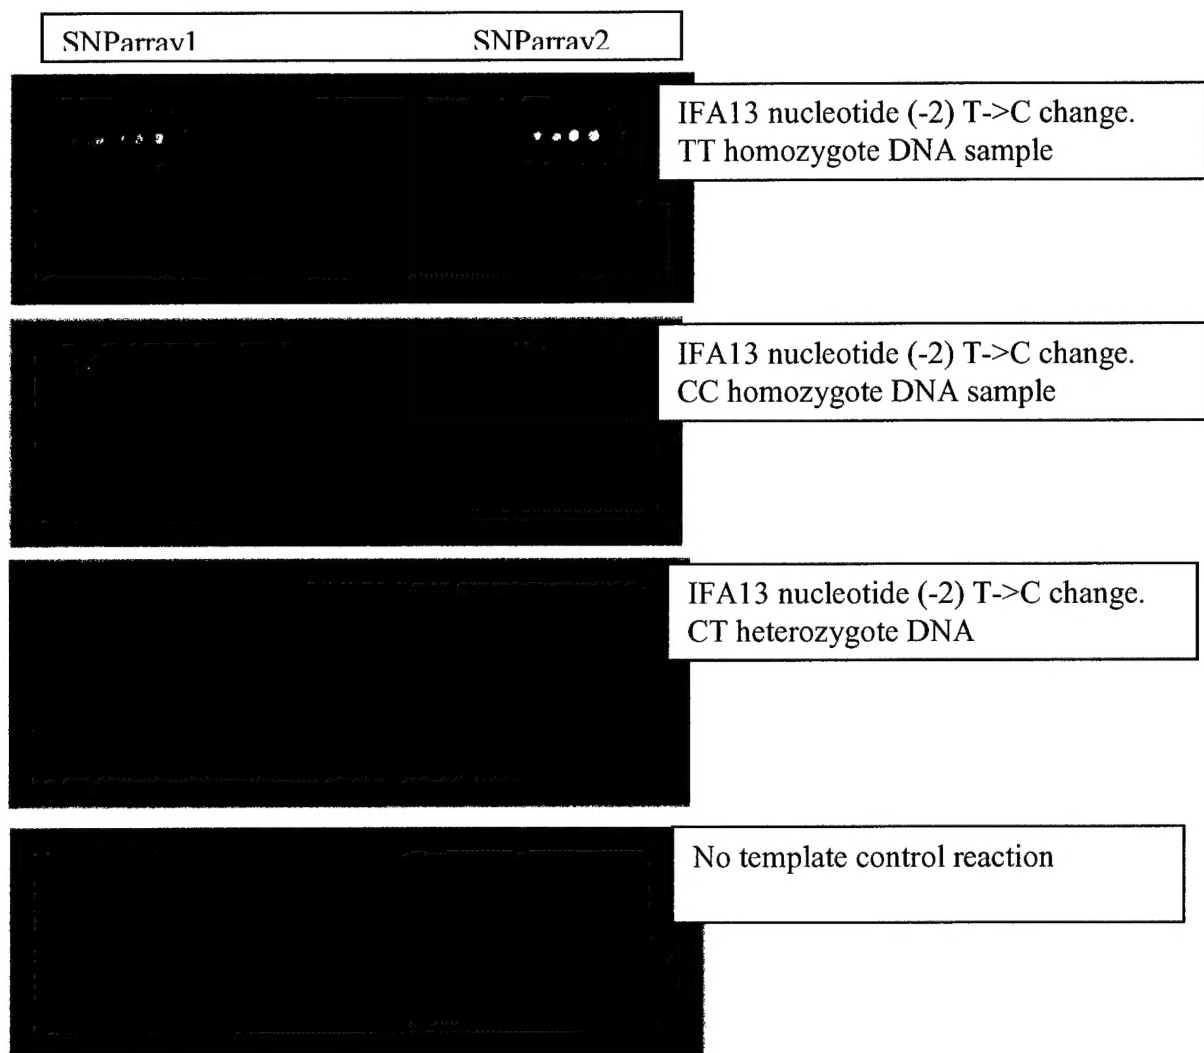 SNParray1 SNParray2
IFA13 nucleotide (-2) T->C change.
TT homozygote DNA sample
IFA13 nucleotide (-2) T->C change.
CC homozygote DNA sample
IFA13 nucleotide (-2) T->C change.
CT heterozygote DNA
No template control reaction